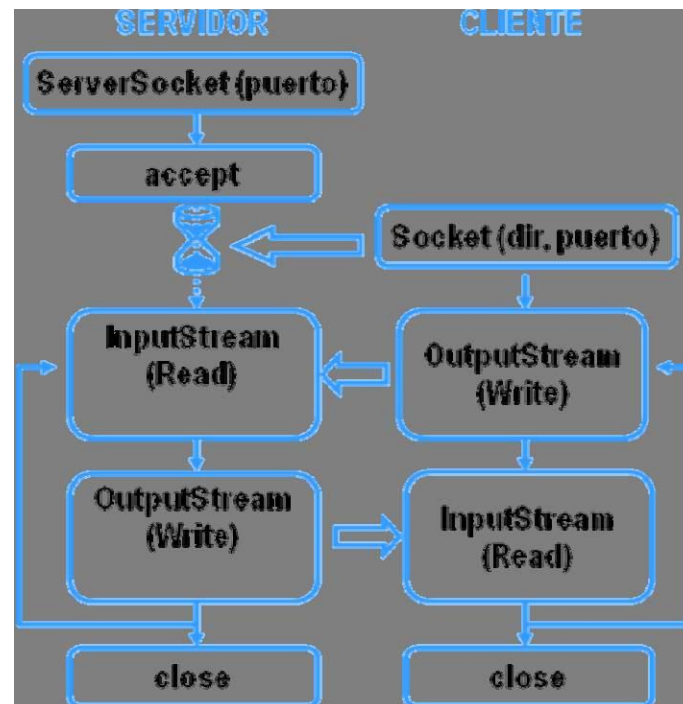 SERVIDOR
CLIENTE
ServerSocket (puerto)
accept
Socket (dir, puerto)
InputStream
(Read)
OutputStream
(Write)
OutputStream
(Write)
InputStream
(Read)
close
close